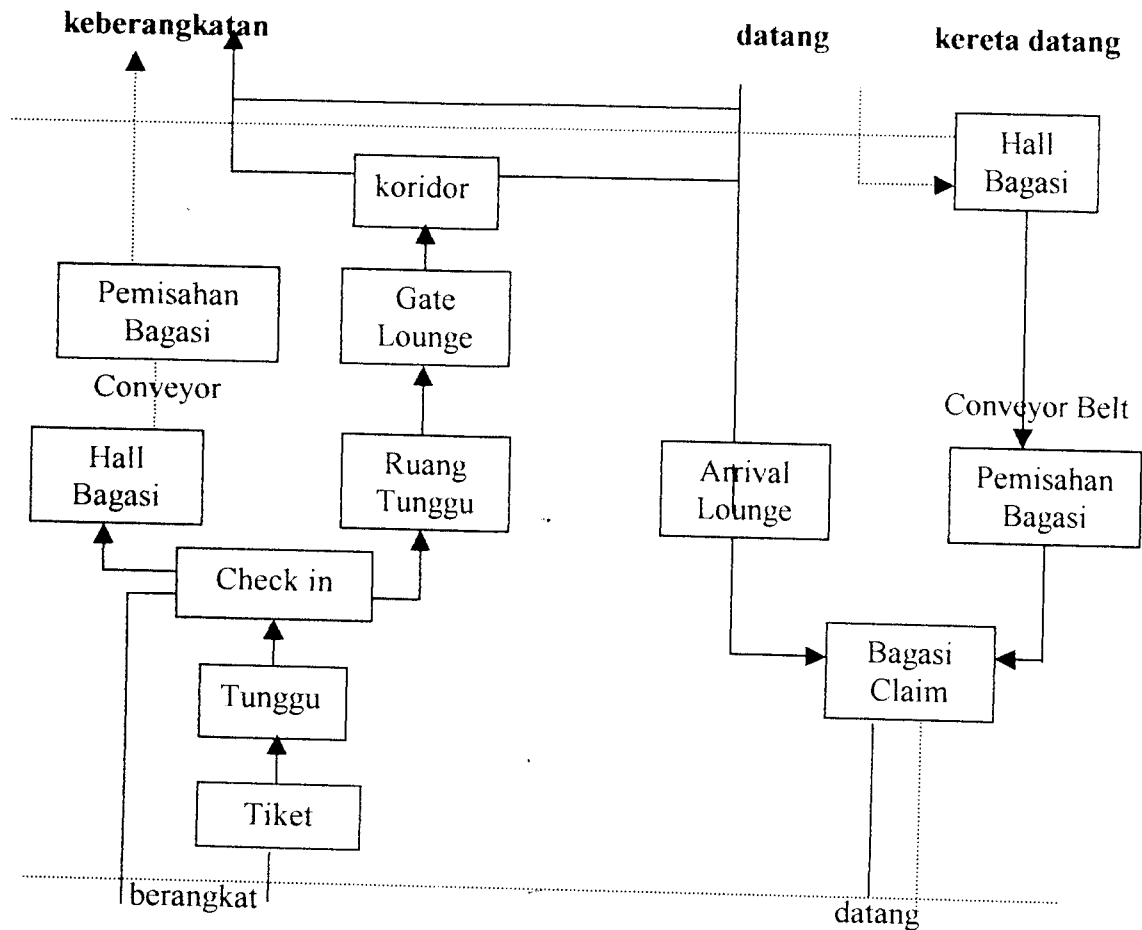 keberangkatan
datang
kereta datang
Hall
Bagasi
koridor
Pemisahan
Bagasi
Gate
Lounge
Conveyor
Conveyor Belt
Hall
Bagasi
Ruang
Tunggu
Arrival
Lounge
Pemisahan
Bagasi
Check in
Bagasi
Claim
Tunggu
Tiket
berangkat
datang